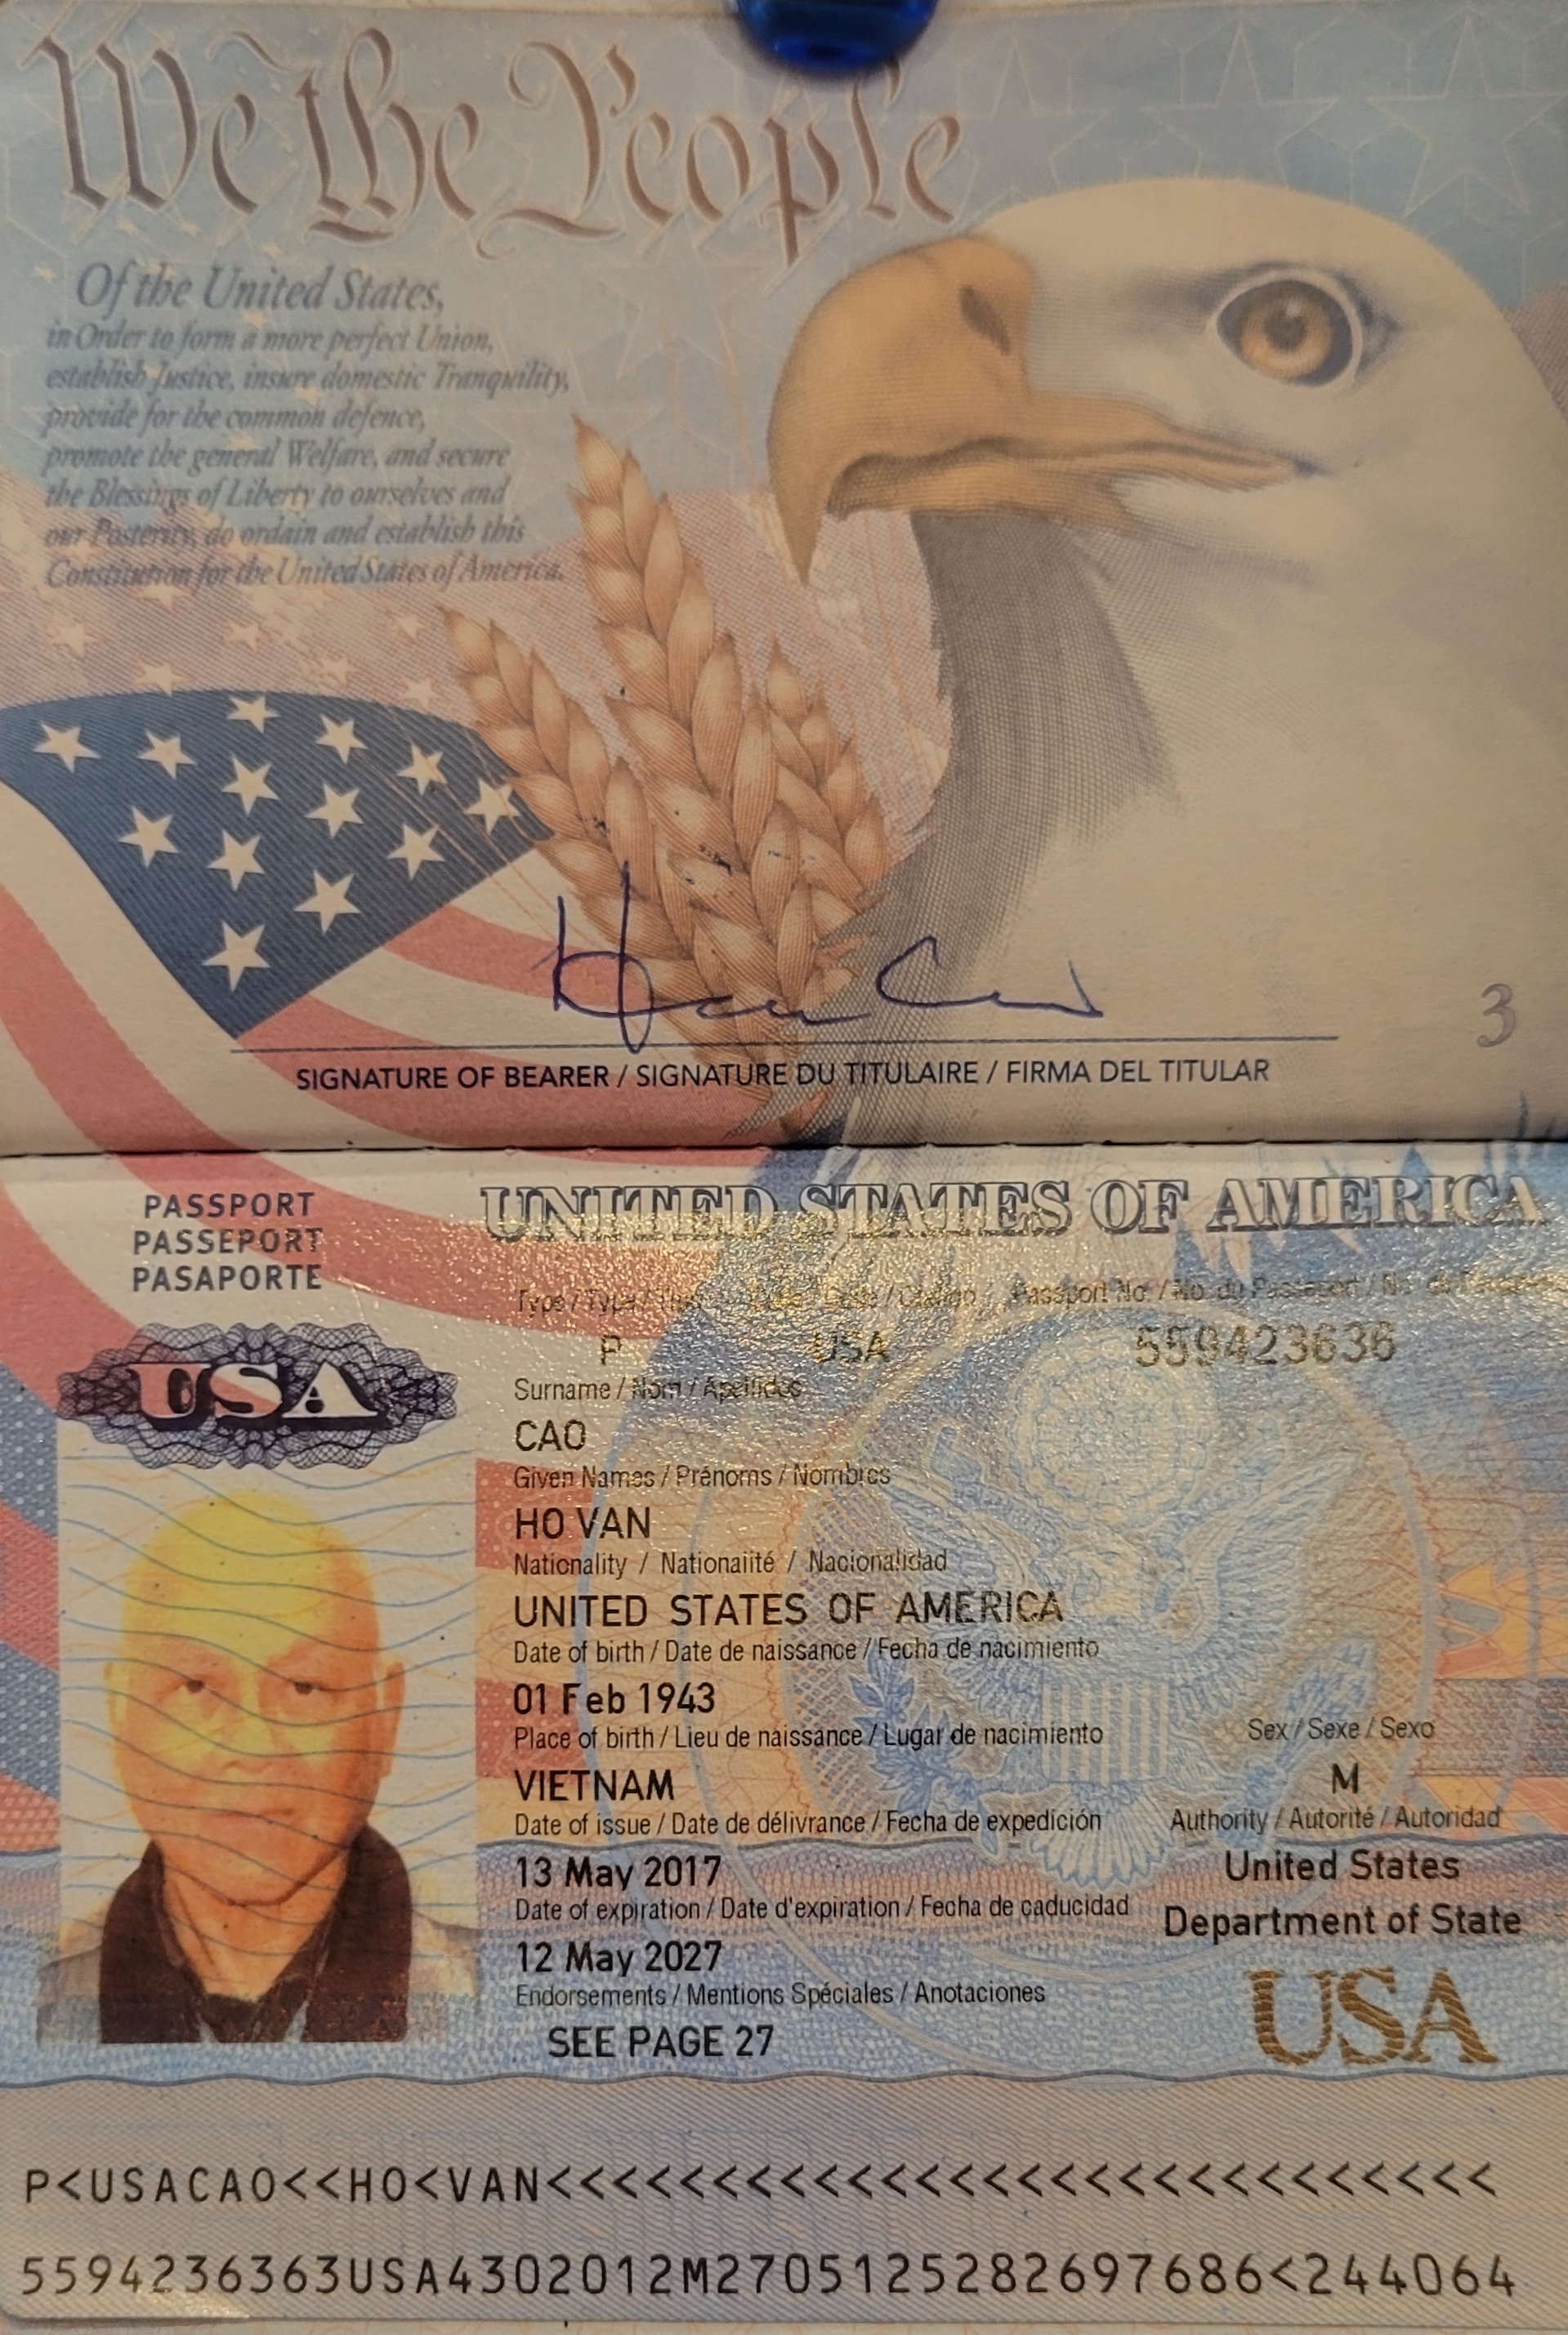 We the People
Of the United States,
in Order to form a more perfect Union,
establish Justice, insure domestic Tranquility,
provide for the common defence,
promote the general Welfare, and secure
the Blessings of Liberty to ourselves and
our Posterity, do ordain and establish this
Constitution for the United States of America.
3
SIGNATURE OF BEARER / SIGNATURE DU TITULAIRE / FIRMA DEL TITULAR
PASSPORT
PASSEPORT
PASAPORTE
USA
UNITED STATES OF AMERICA
Type / Type / Code / Código Passport No. / No. du Passeport / No. de
P USA 559423636
Surname / Nom / Apellidos
CAO
Given Names / Prénoms / Nombres
HO VAN
Nationality / Nationalité / Nacionalidad
UNITED STATES OF AMERICA
Date of birth / Date de naissance / Fecha de nacimiento
01 Feb 1943
Place of birth / Lieu de naissance / Lugar de nacimiento Sex / Sexe / Sexo
VIETNAM M
Date of issue / Date de délivrance / Fecha de expedición Authority / Autorité / Autoridad
13 May 2017 United States
Date of expiration / Date d'expiration / Fecha de caducidad Department of State
12 May 2027
Endorsements / Mentions Spéciales / Anotaciones
SEE PAGE 27
USA
P<USACAO<<HO<VAN<<<<<<<<<<<<<<<<<<<<<<<<<<<<
5594236363USA4302012M2705125282697686<244064